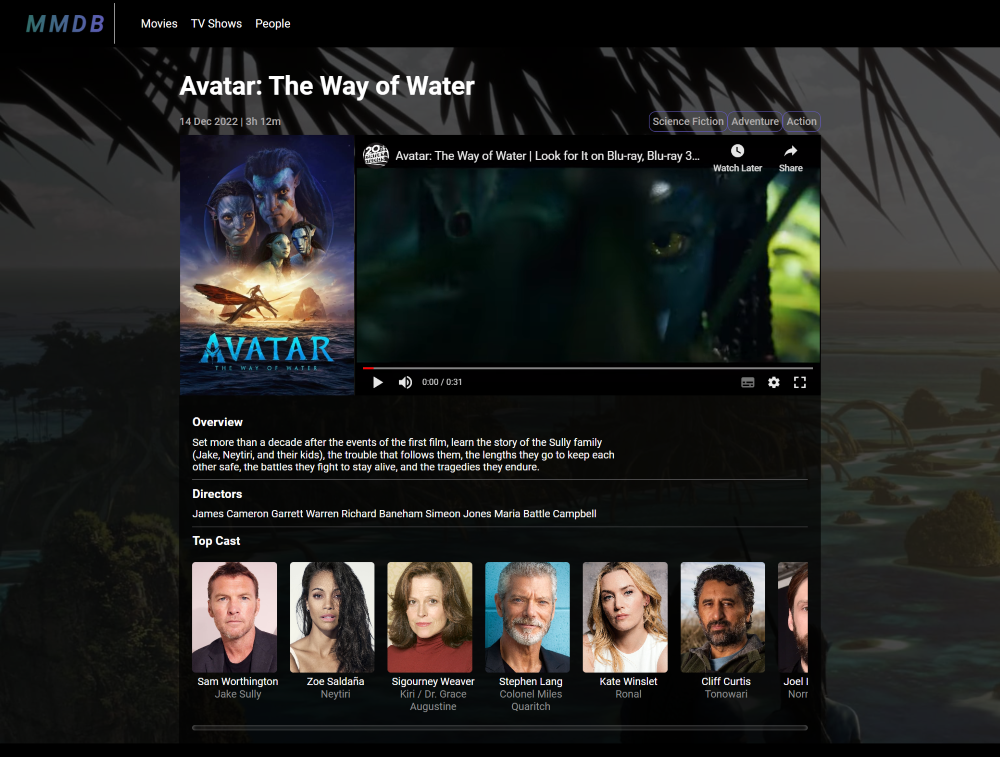 MMDB
Movies TV Shows People
Avatar: The Way of Water
14 Dec 2022 | 3h 12m
Science Fiction Adventure Action
Avatar: The Way of Water | Look for It on Blu-ray, Blu-ray 3...
Watch Later Share
AVATAR
THE WAY OF WATER
0:00 / 0:31
Overview
Set more than a decade after the events of the first film, learn the story of the Sully family
(Jake, Neytiri, and their kids), the trouble that follows them, the lengths they go to keep each
other safe, the battles they fight to stay alive, and the tragedies they endure.
Directors
James Cameron Garrett Warren Richard Baneham Simeon Jones Maria Battle Campbell
Top Cast
Sam Worthington
Jake Sully
Zoe Saldaña
Neytiri
Sigourney Weaver
Kiri / Dr. Grace
Augustine
Stephen Lang
Colonel Miles
Quaritch
Kate Winslet
Ronal
Cliff Curtis
Tonowari
Joel